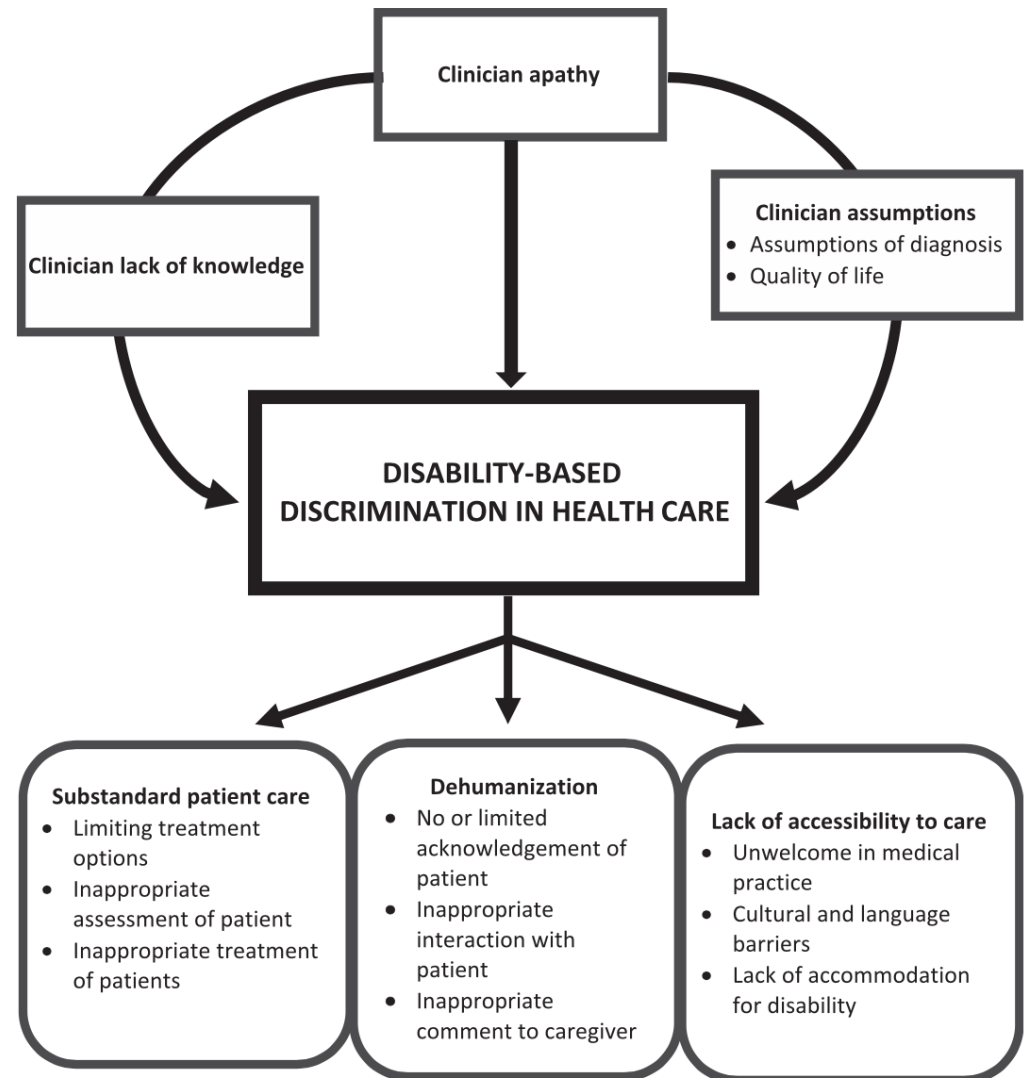 Clinician apathy
Clinician lack of knowledge
Clinician assumptions
• Assumptions of diagnosis
• Quality of life
DISABILITY-BASED
DISCRIMINATION IN HEALTH CARE
Substandard patient care
• Limiting treatment
options
• Inappropriate
assessment of patient
• Inappropriate treatment
of patients
Dehumanization
• No or limited
acknowledgement of
patient
• Inappropriate
interaction with
patient
• Inappropriate
comment to caregiver
Lack of accessibility to care
• Unwelcome in medical
practice
• Cultural and language
barriers
• Lack of accommodation
for disability